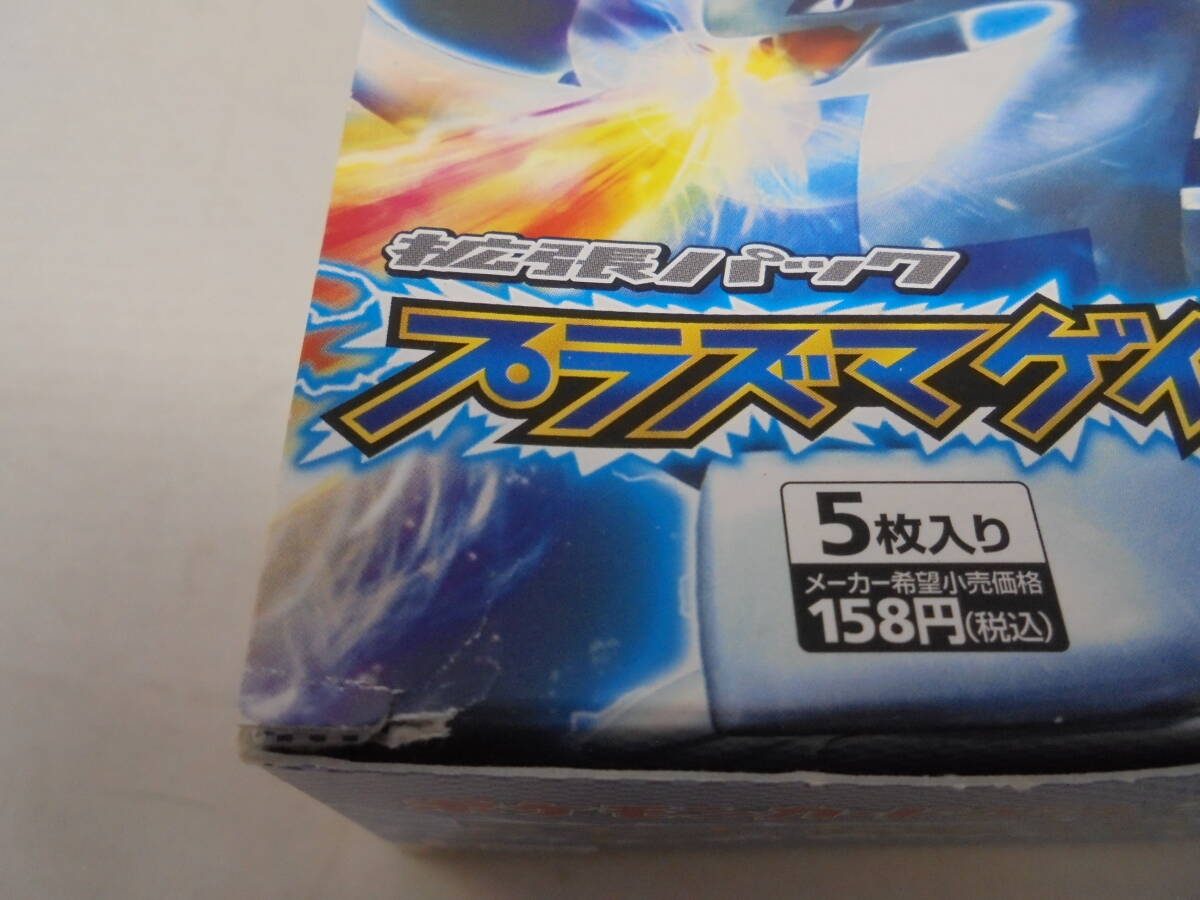 拡張パック
プラズマゲイ
5枚入り
メーカー希望小売価格
158円(税込)